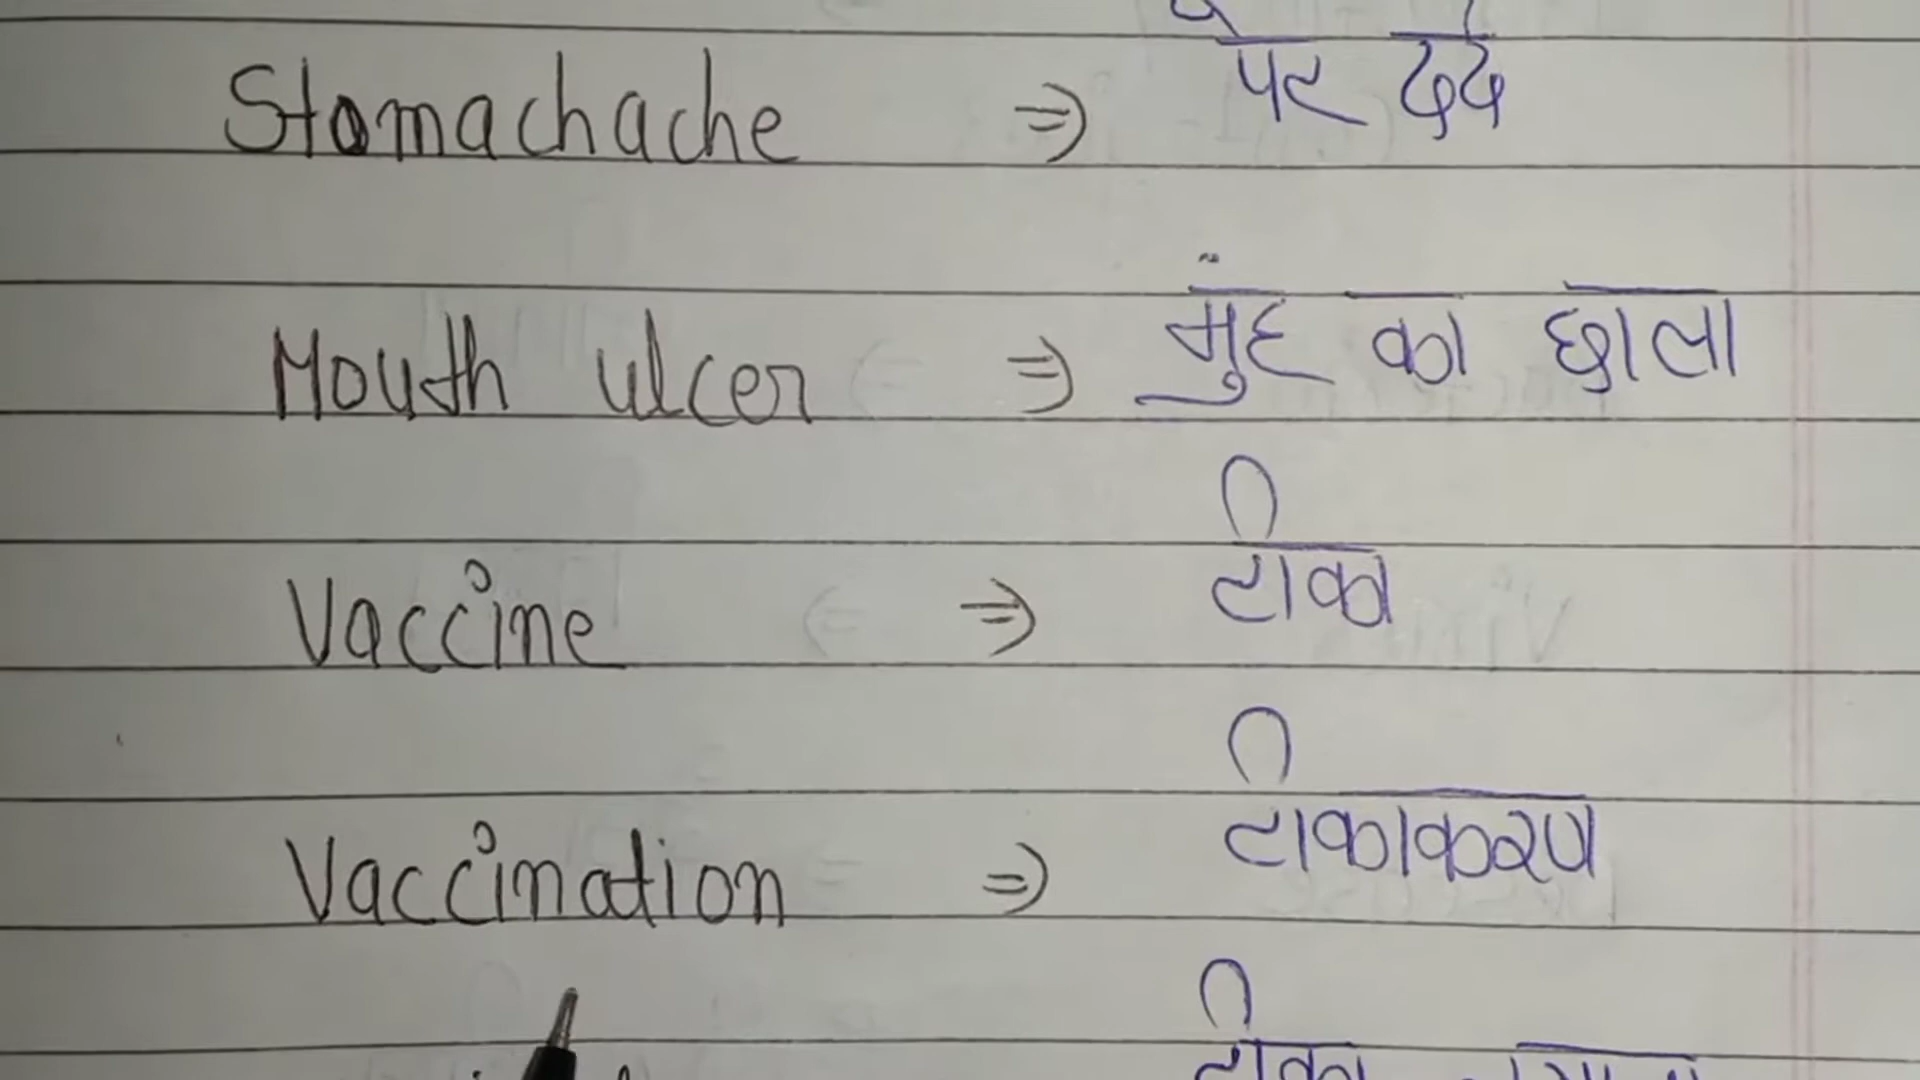 Stomachache ⇒ पेट दर्द
Mouth ulcer ⇒ मुंह का छाला
Vaccine ⇒ टीका
Vaccination ⇒ टीकाकरण
टीका